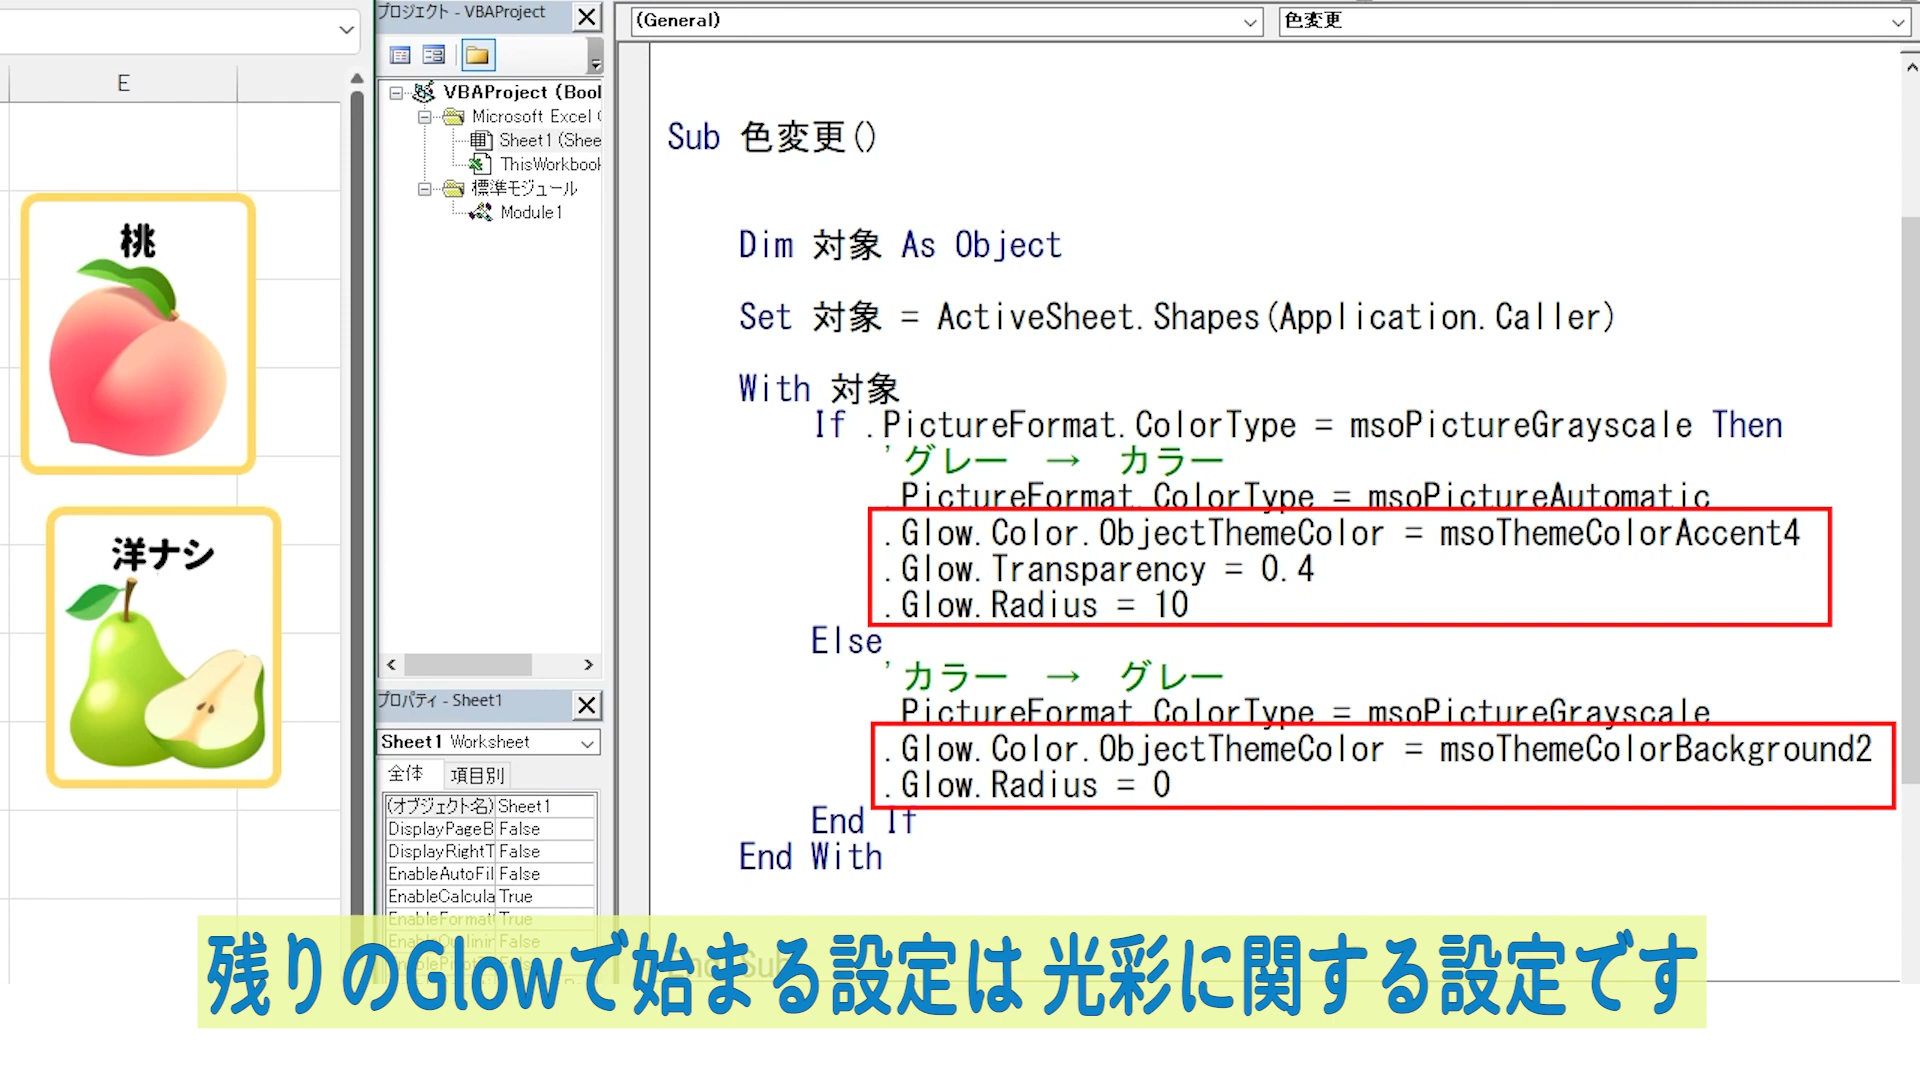 E
桃
洋ナシ
プロジェクト - VBAProject
VBAProject (Bool
Microsoft Excel
Sheet1 (Shee
ThisWorkbook
標準モジュール
Module1
プロパティ - Sheet1
Sheet1 Worksheet
全体 項目別
(オブジェクト名) Sheet1
DisplayPageB False
DisplayRightT False
EnableAutoFil False
EnableCalcula True
EnableFormat True
EnableOutlinin False
(General)
色変更
Sub 色変更()
Dim 対象 As Object
Set 対象 = ActiveSheet.Shapes(Application.Caller)
With 対象
If .PictureFormat.ColorType = msoPictureGrayscale Then
'グレー → カラー
.PictureFormat.ColorType = msoPictureAutomatic
.Glow.Color.ObjectThemeColor = msoThemeColorAccent4
.Glow.Transparency = 0.4
.Glow.Radius = 10
Else
'カラー → グレー
.PictureFormat.ColorType = msoPictureGrayscale
.Glow.Color.ObjectThemeColor = msoThemeColorBackground2
.Glow.Radius = 0
End If
End With
End Sub
残りのGlowで始まる設定は 光彩に関する設定です